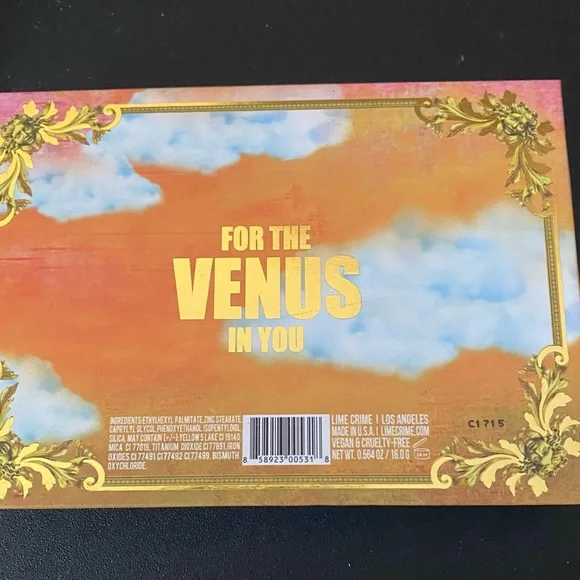 FOR THE
VENUS
IN YOU
INGREDIENTS:ETHYLHEXYL PALMITATE, ZINC STEARATE,
CAPRYLYL GLYCOL, PHENOXYETHANOL, ISOPENTYLDIOL,
SILICA, MAY CONTAIN [+/-]:YELLOW 5 LAKE CI 19140,
MICA CI 77019, TITANIUM DIOXIDE CI 77891, IRON
OXIDES CI 77491 CI 77492 CI 77499, BISMUTH
OXYCHLORIDE.
8 58923 00531 8
LIME CRIME | LOS ANGELES
MADE IN U.S.A. | LIMECRIME.COM
VEGAN & CRUELTY-FREE
NET WT. 0.564 OZ / 16.0 G
C1715